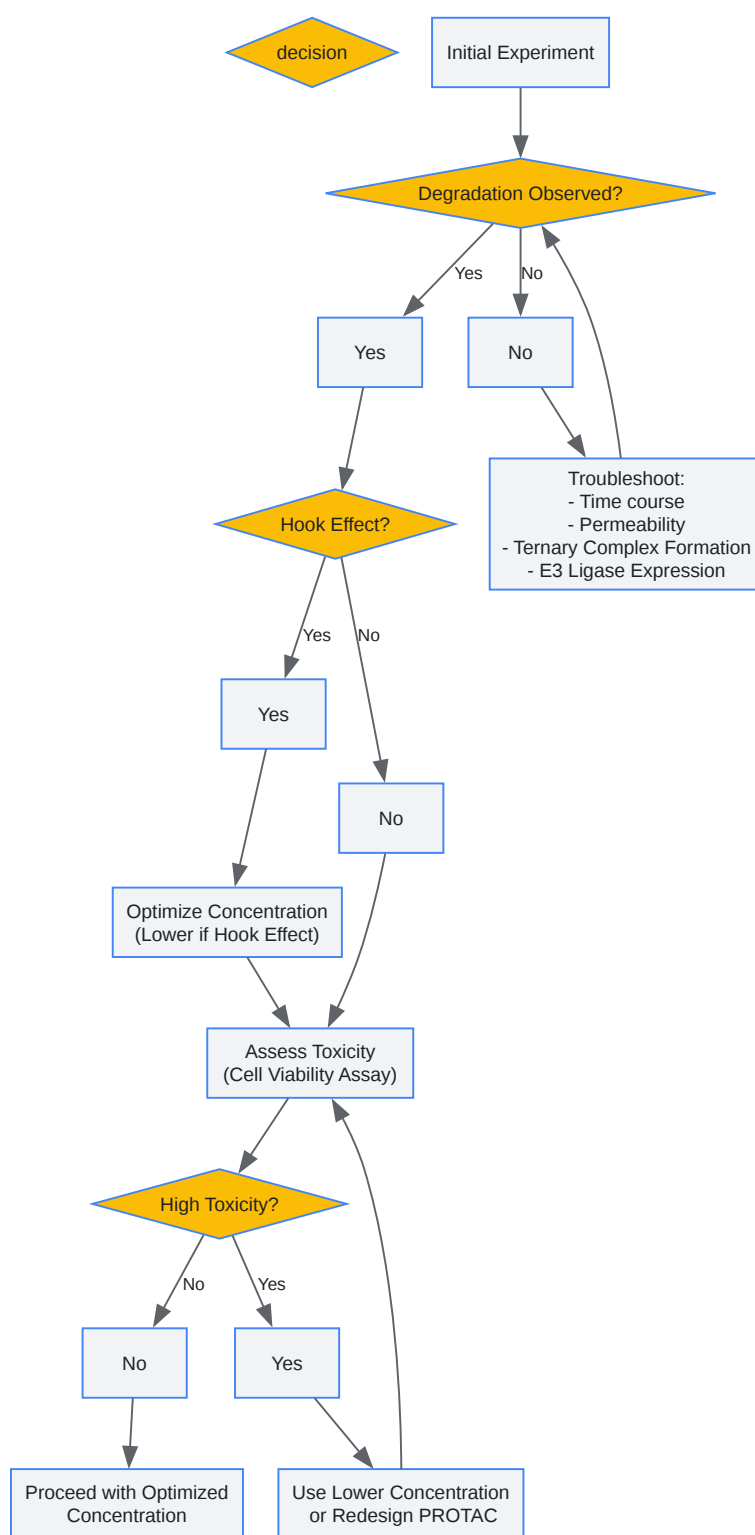 decision
Initial Experiment
Degradation Observed?
Yes
No
Yes
No
Troubleshoot:
- Time course
- Permeability
- Ternary Complex Formation
- E3 Ligase Expression
Hook Effect?
Yes
No
Yes
No
Optimize Concentration
(Lower if Hook Effect)
Assess Toxicity
(Cell Viability Assay)
High Toxicity?
No
Yes
No
Yes
Proceed with Optimized
Concentration
Use Lower Concentration
or Redesign PROTAC